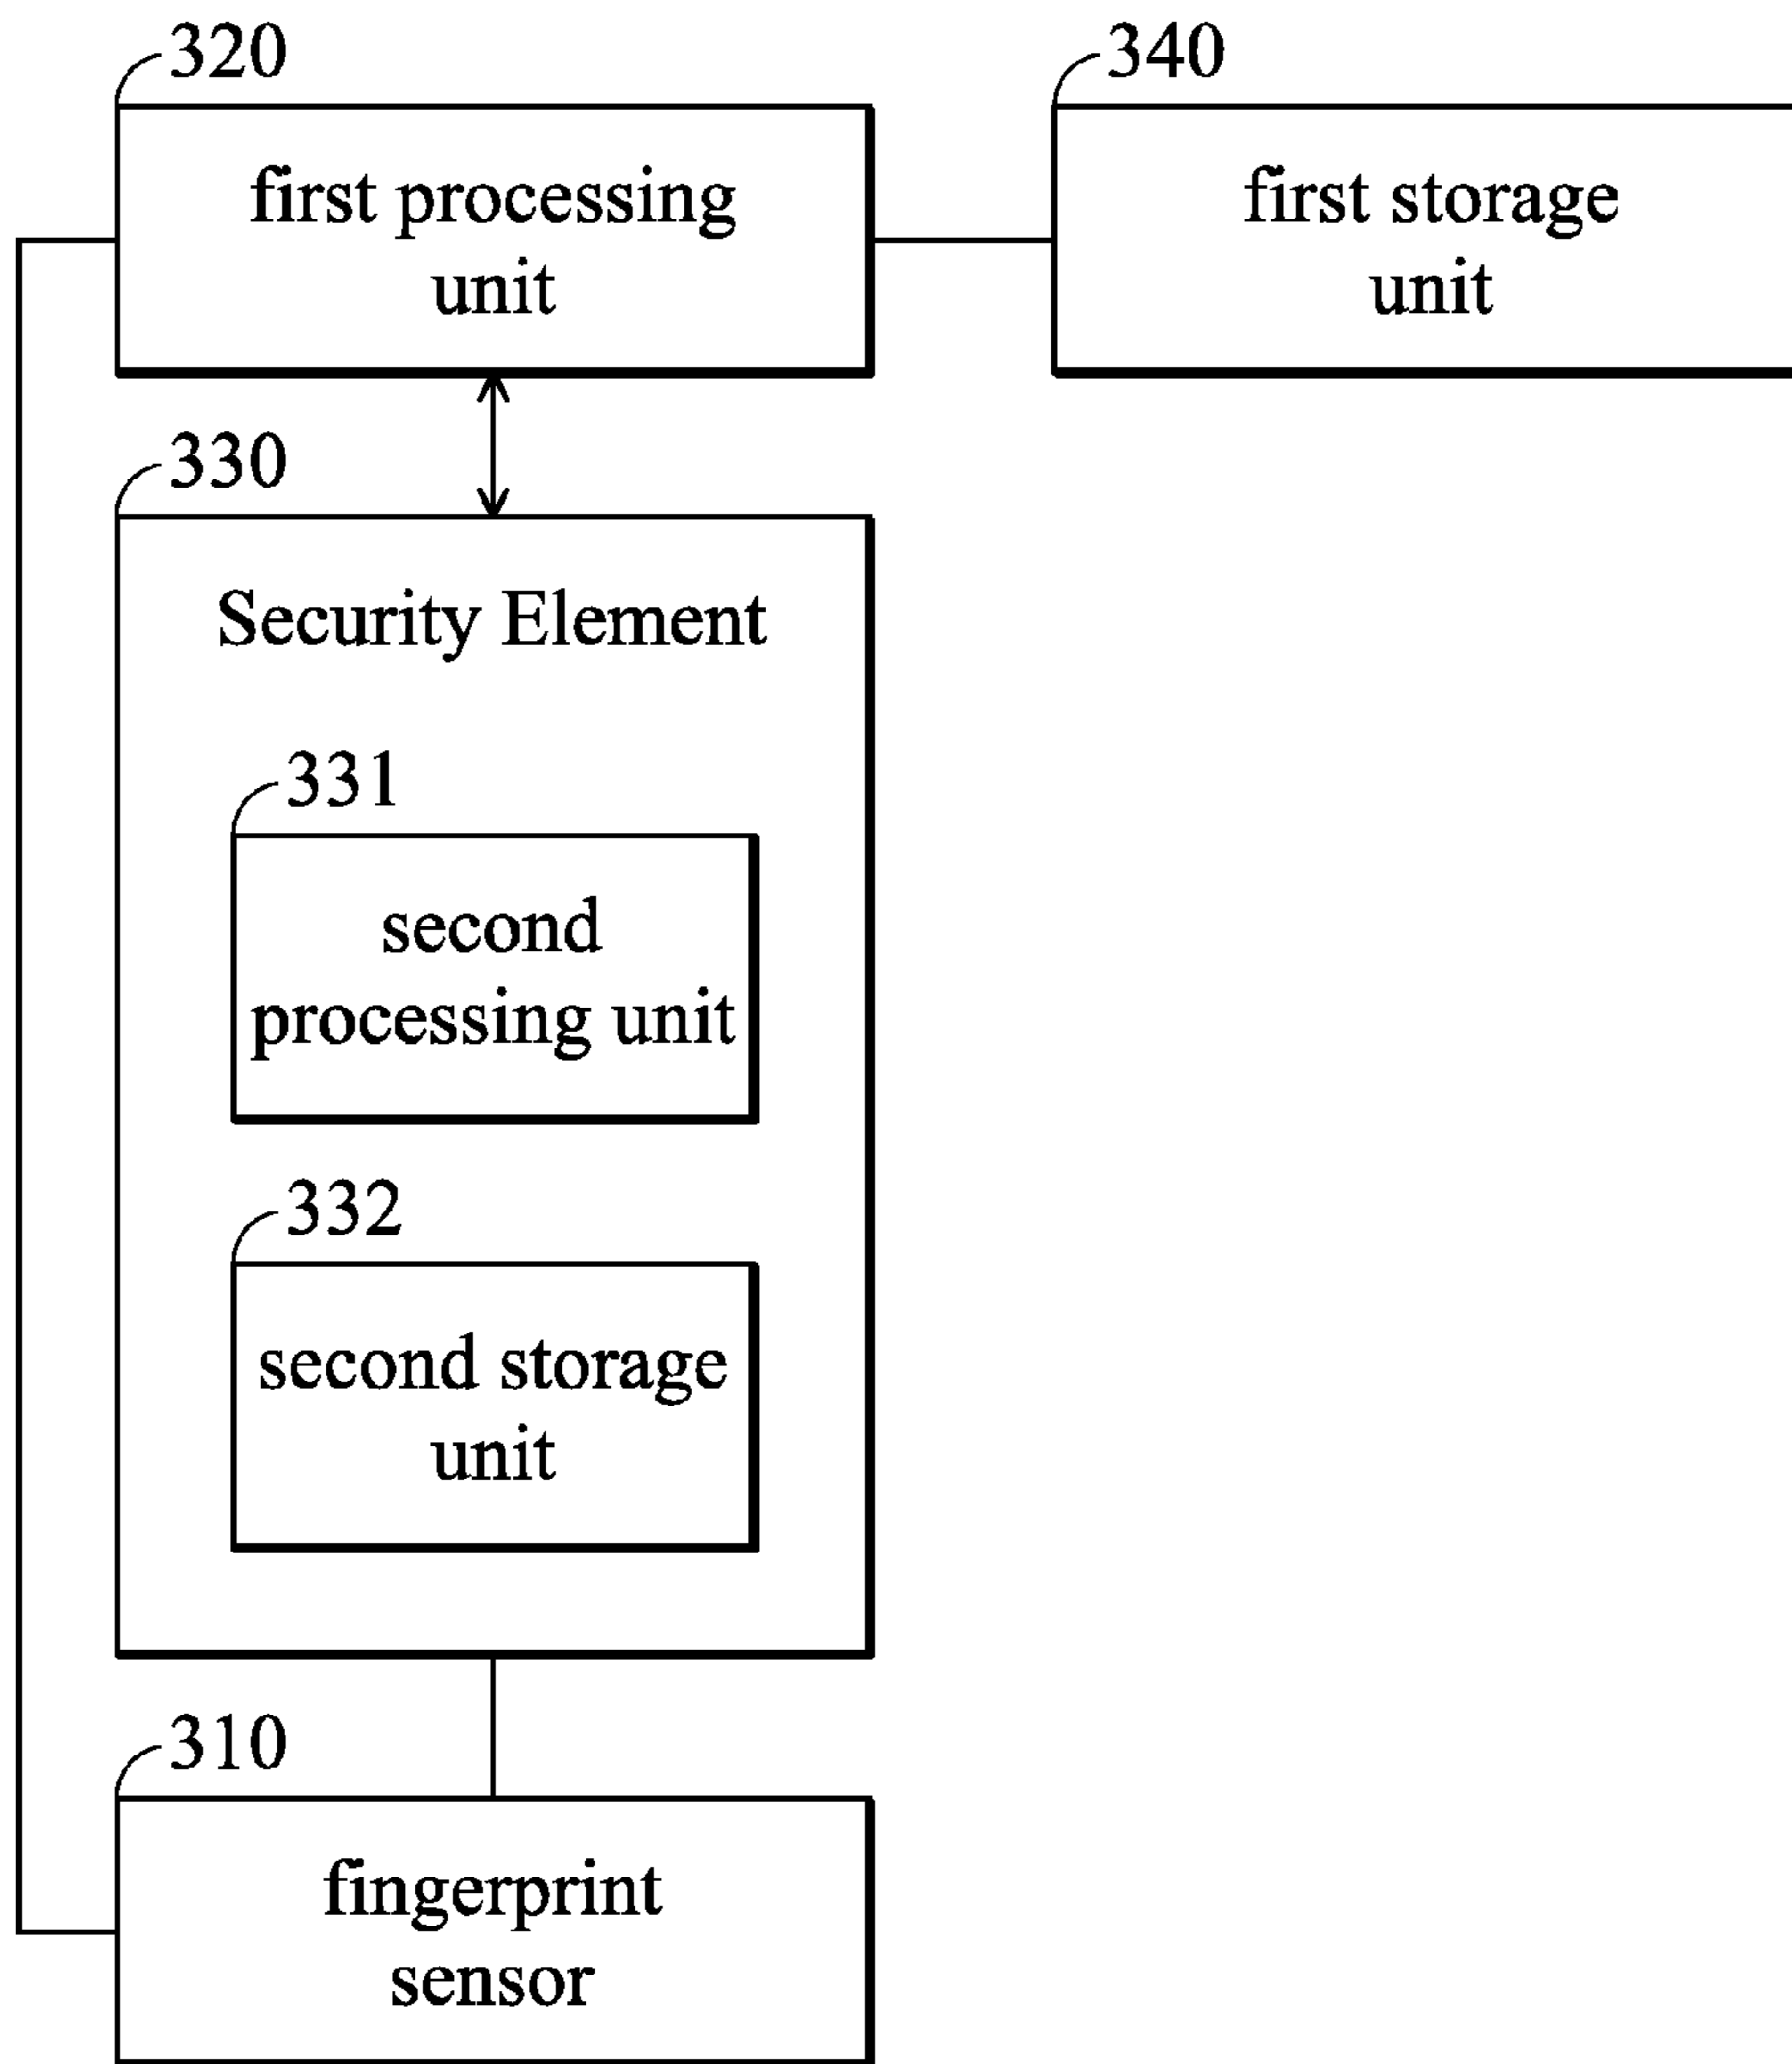 320
first processing
unit
340
first storage
unit
330
Security Element
331
second
processing unit
332
second storage
unit
310
fingerprint
sensor